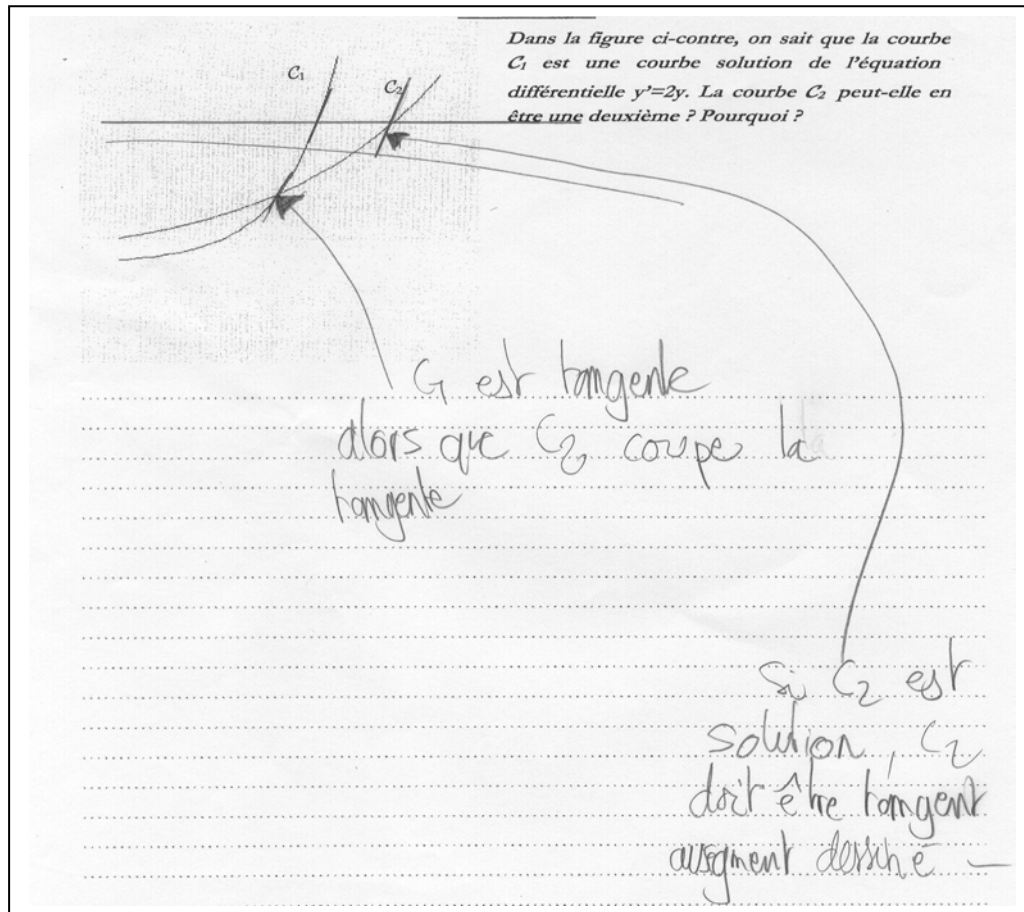 Dans la figure ci-contre, on sait que la courbe
C₁ est une courbe solution de l'équation
différentielle y'=2y. La courbe C₂ peut-elle en
être une deuxième ? Pourquoi ?
C₁
C₂
C₁ est tangente
alors que C₂ coupe la
tangente
Si C₂ est
solution, C₂
doit être tangent
au segment dessiné